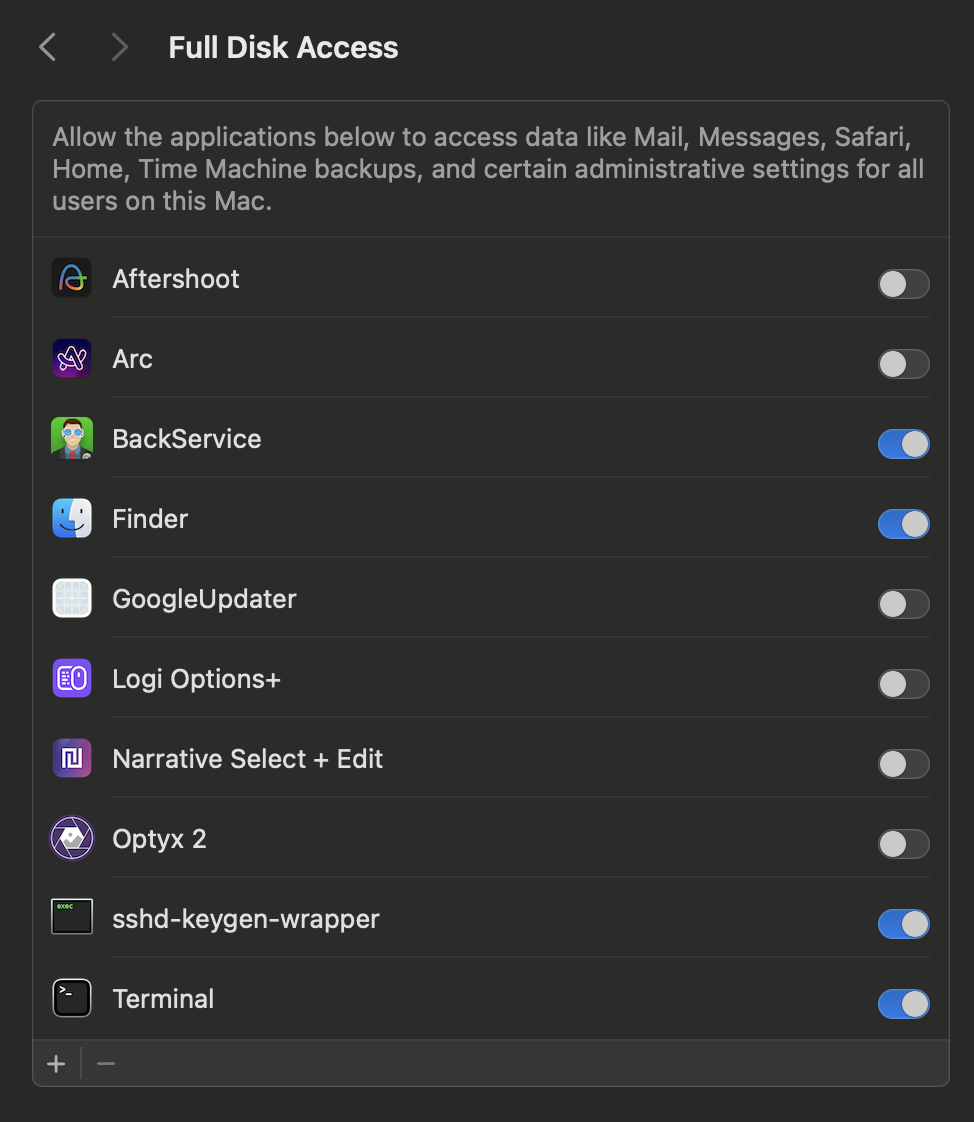 Full Disk Access
Allow the applications below to access data like Mail, Messages, Safari,
Home, Time Machine backups, and certain administrative settings for all
users on this Mac.
Aftershoot
Arc
BackService
Finder
GoogleUpdater
Logi Options+
Narrative Select + Edit
Optyx 2
exec
sshd-keygen-wrapper
>_
Terminal
+ −